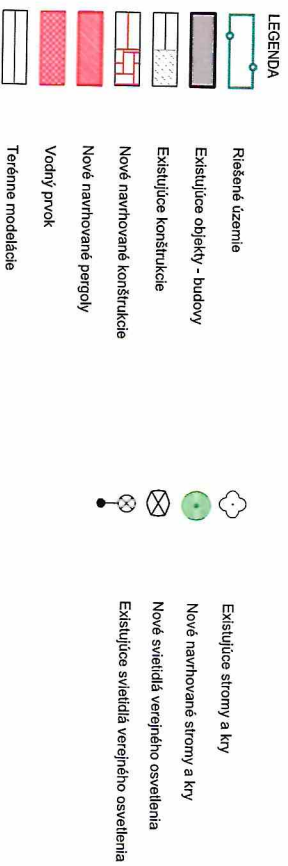 LEGENDA
Riešené územie
Existujúce objekty - budovy
Existujúce konštrukcie
Nové navrhované konštrukcie
Nové navrhované pergoly
Vodný prvok
Terénne modelácie
Existujúce stromy a kry
Nové navrhované stromy a kry
Nové svietidlá verejného osvetlenia
Existujúce svietidlá verejného osvetlenia